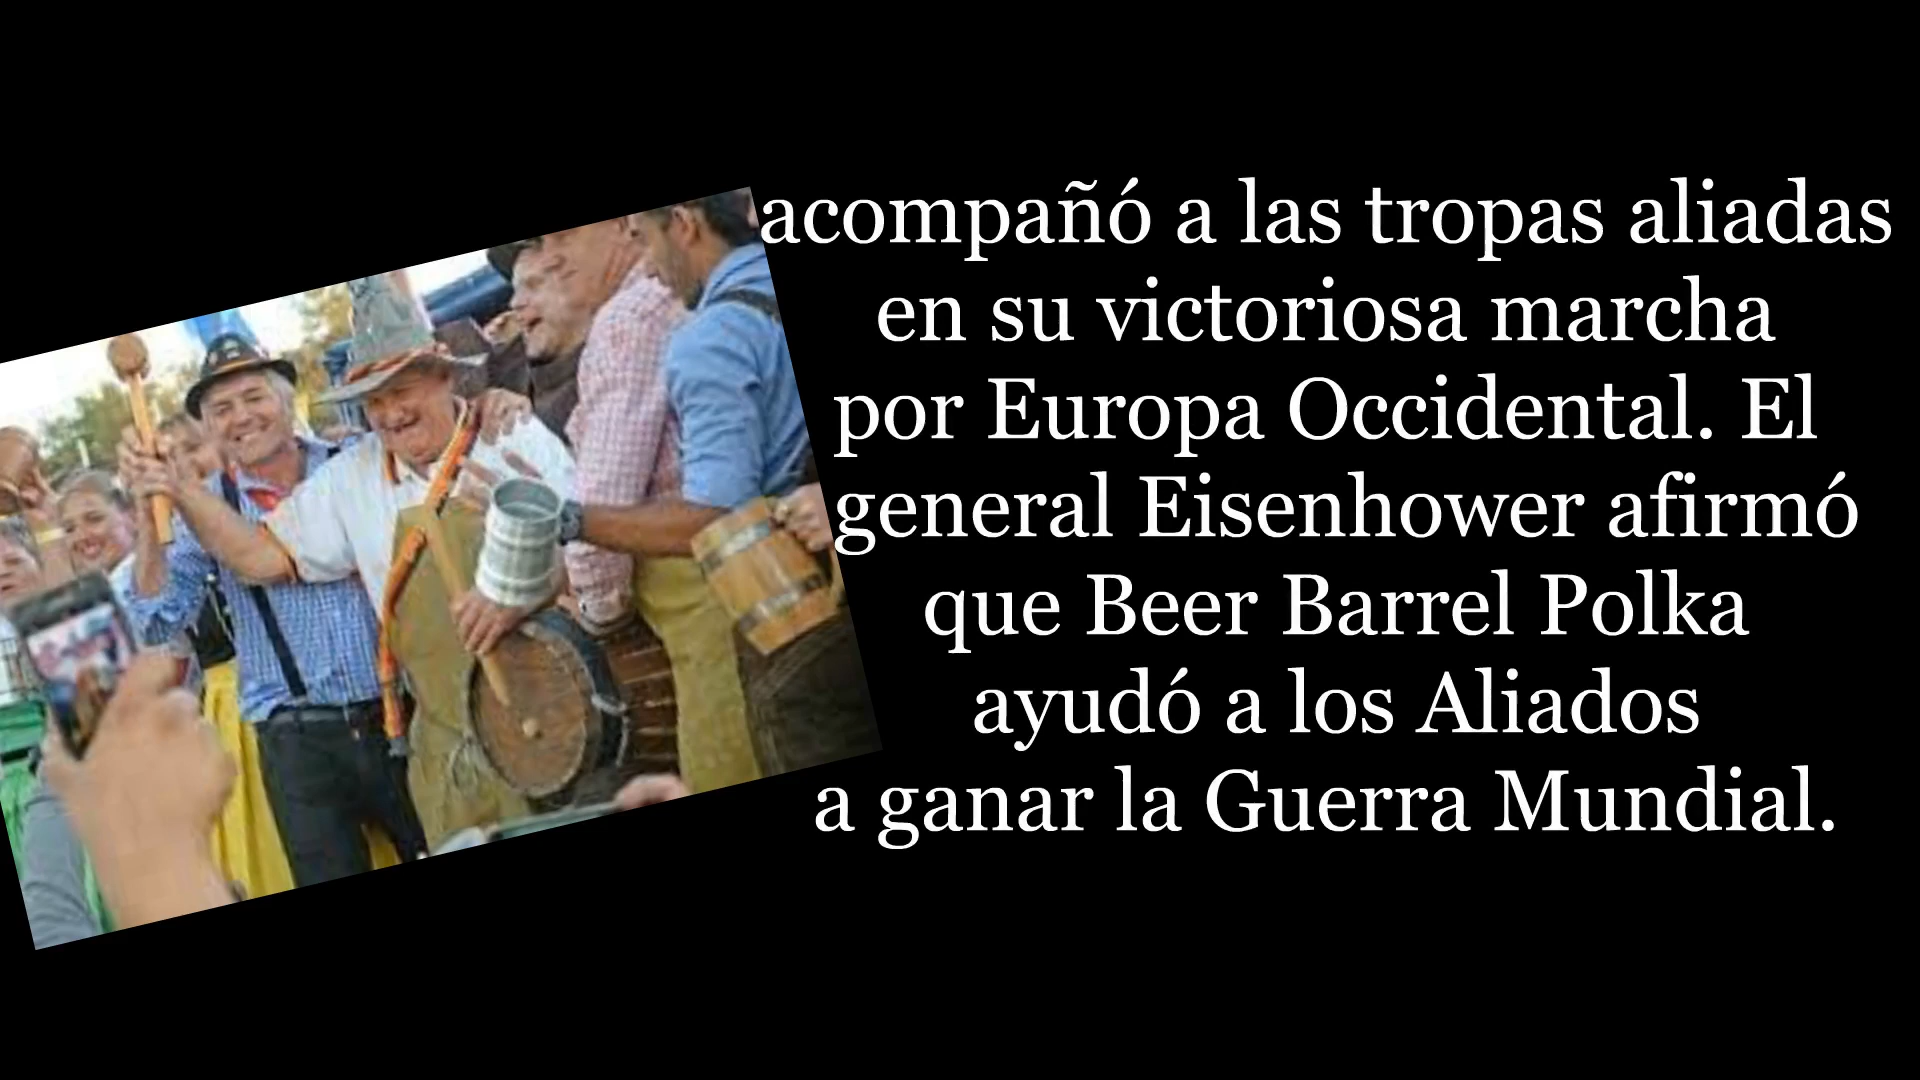 acompañó a las tropas aliadas
en su victoriosa marcha
por Europa Occidental. El
general Eisenhower afirmó
que Beer Barrel Polka
ayudó a los Aliados
a ganar la Guerra Mundial.